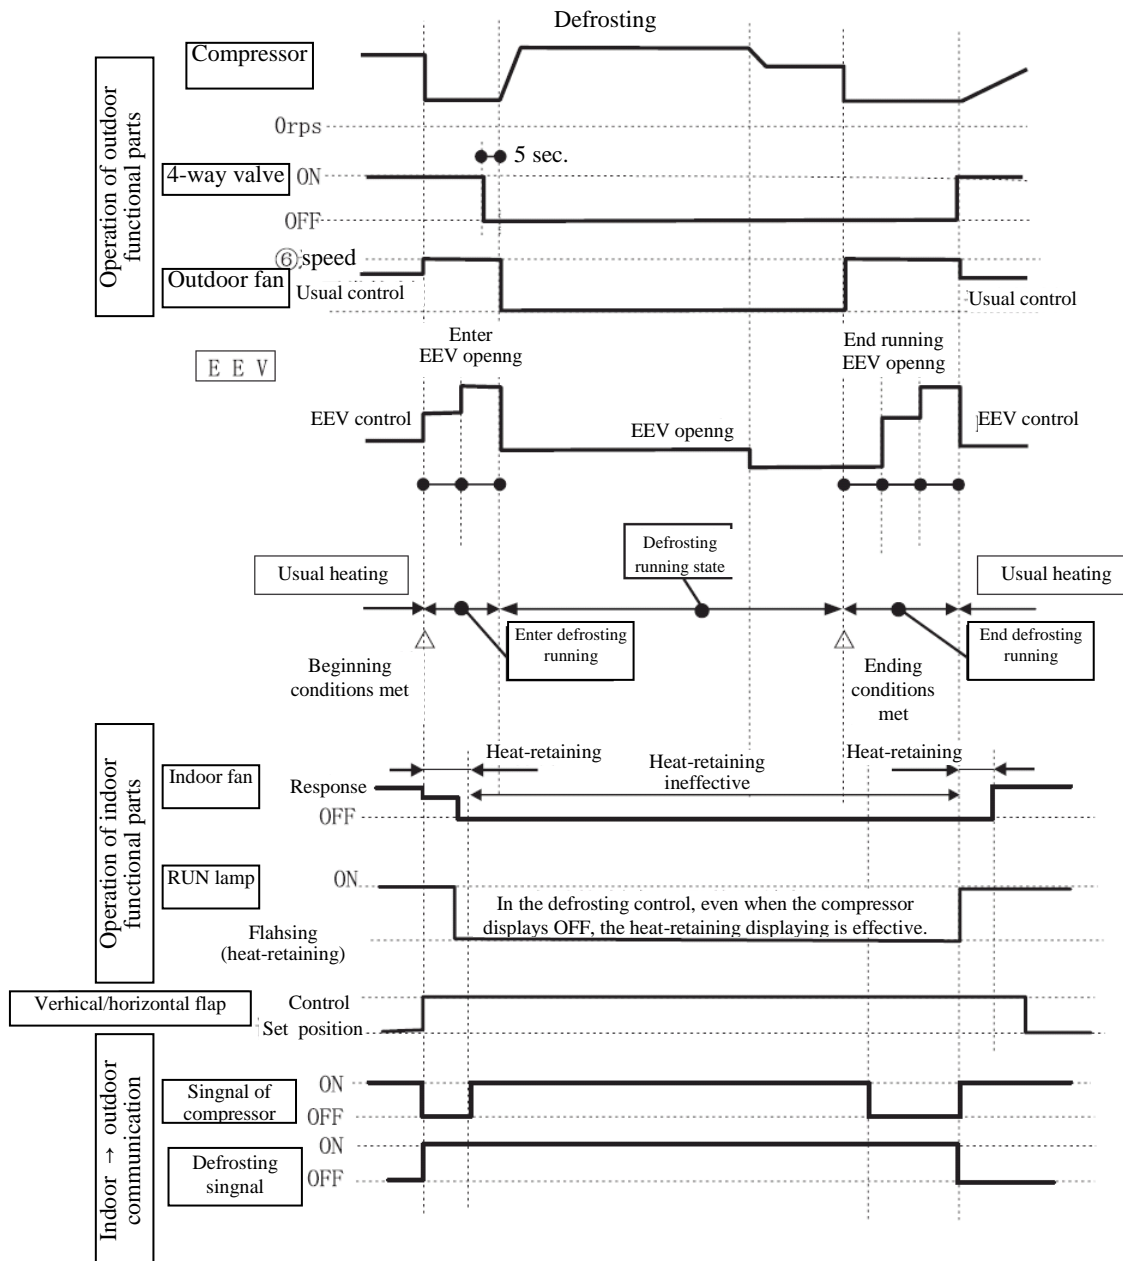 Defrosting
Operation of outdoor
functional parts
Compressor
0rps
5 sec.
4-way valve
ON
OFF
⑥speed
Outdoor fan
Usual control
Usual control
E E V
Enter
EEV openng
End running
EEV openng
EEV control
EEV openng
EEV control
Usual heating
Defrosting
running state
Usual heating
Enter defrosting
running
End defrosting
running
Beginning
conditions met
Ending
conditions
met
Operation of indoor
functional parts
Heat-retaining
Heat-retaining
ineffective
Heat-retaining
Indoor fan
Response
OFF
RUN lamp
ON
In the defrosting control, even when the compressor
displays OFF, the heat-retaining displaying is effective.
Flahsing
(heat-retaining)
Verhical/horizontal flap
Control
Set position
Indoor → outdoor
communication
Singnal of
compressor
ON
OFF
Defrosting
singnal
ON
OFF